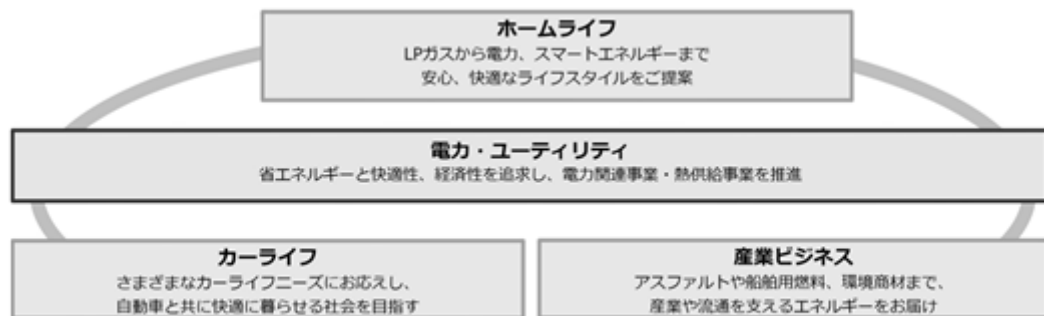 ホームライフ
LPガスから電力、スマートエネルギーまで
安心、快適なライフスタイルをご提案
電力・ユーティリティ
省エネルギーと快適性、経済性を追求し、電力関連事業・熱供給事業を推進
カーライフ
さまざまなカーライフニーズにお応えし、
自動車と共に快適に暮らせる社会を目指す
産業ビジネス
アスファルトや船舶用燃料、環境商材まで、
産業や流通を支えるエネルギーをお届け